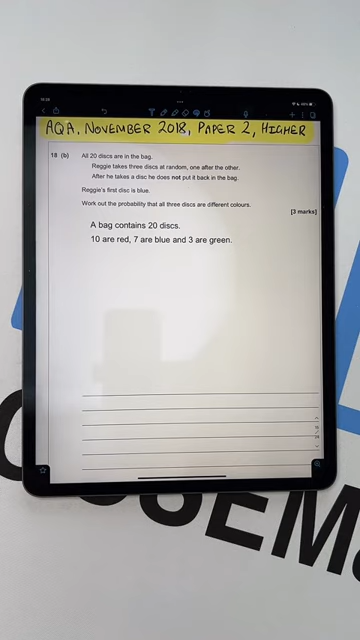 AQA, NOVEMBER 2018, PAPER 2, HIGHER
18 (b) All 20 discs are in the bag.
Reggie takes three discs at random, one after the other.
After he takes a disc he does not put it back in the bag.
Reggie's first disc is blue.
Work out the probability that all three discs are different colours.
[3 marks]
A bag contains 20 discs.
10 are red, 7 are blue and 3 are green.